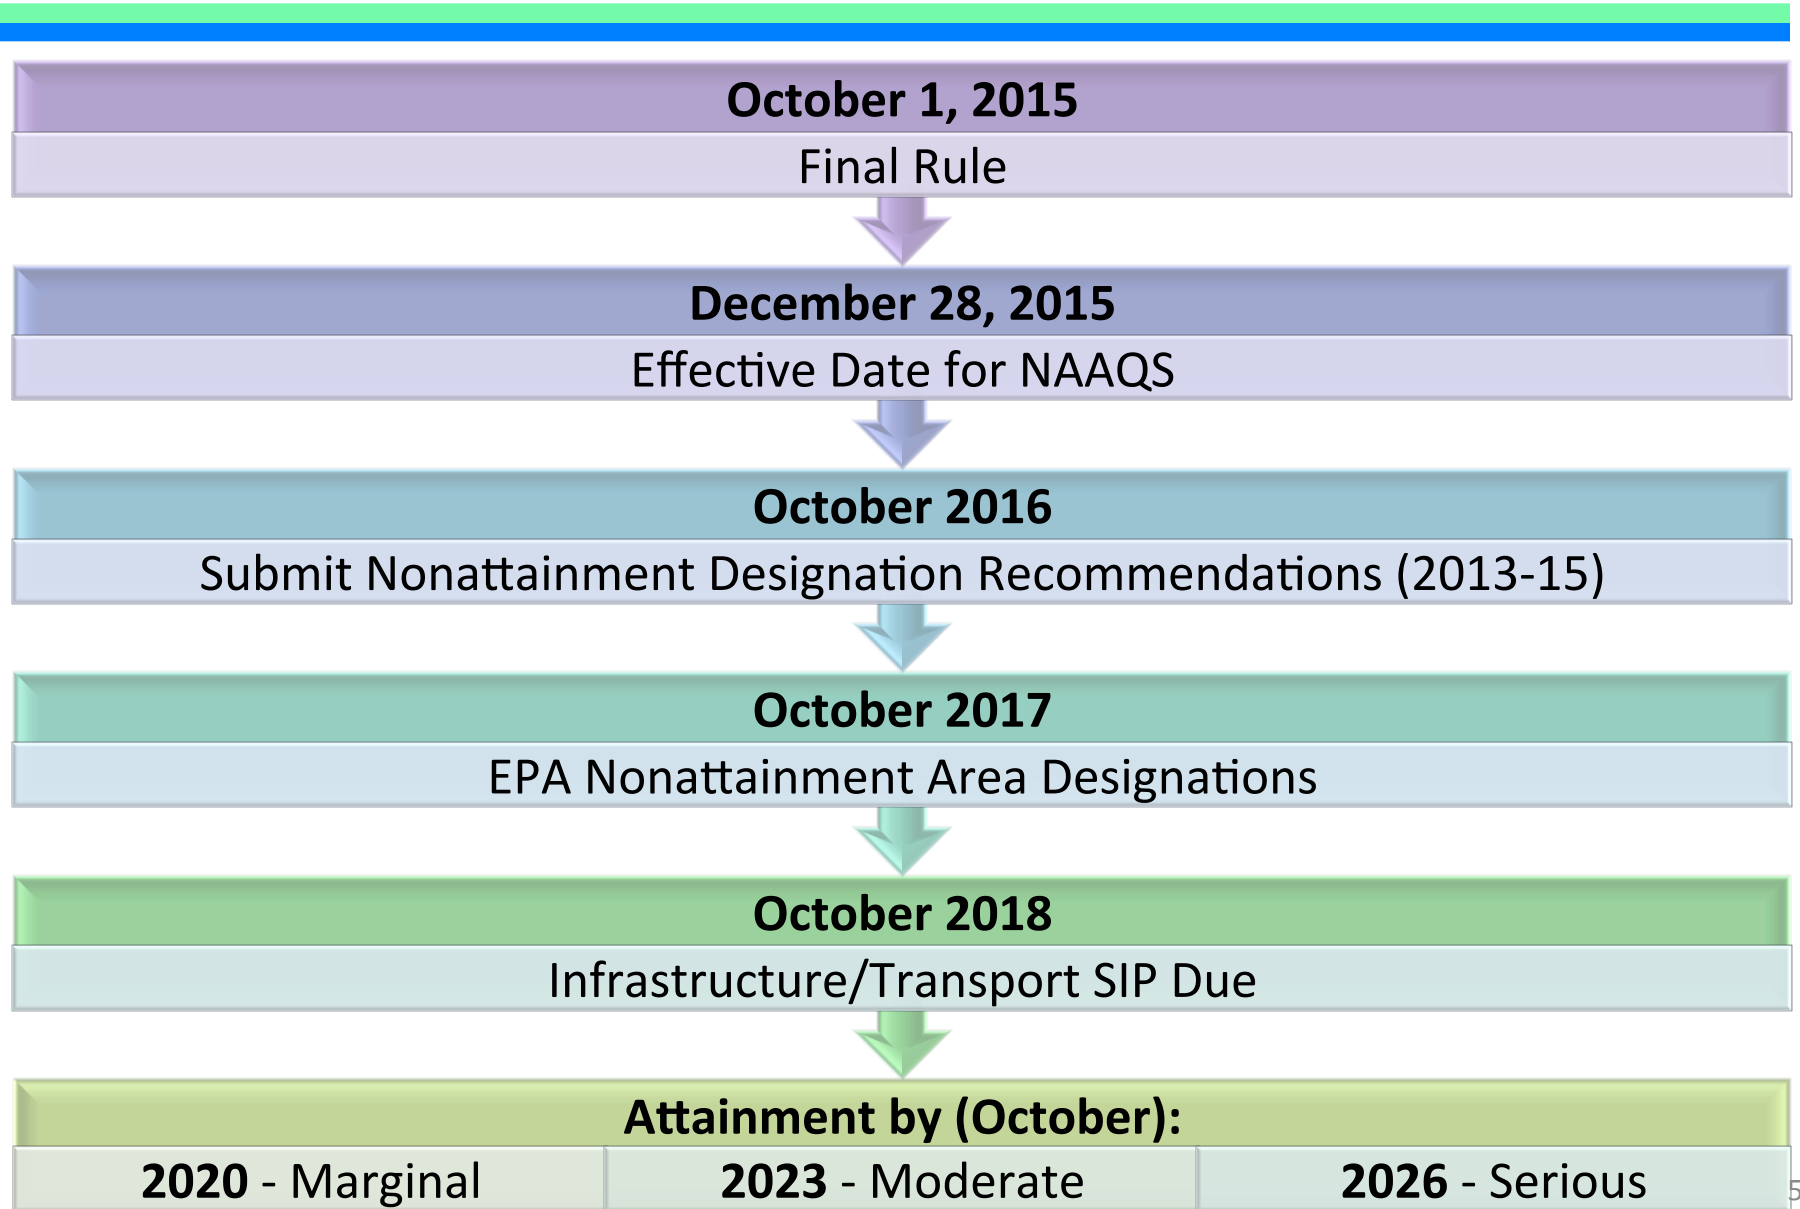 October 1, 2015
Final Rule
December 28, 2015
Effective Date for NAAQS
October 2016
Submit Nonattainment Designation Recommendations (2013-15)
October 2017
EPA Nonattainment Area Designations
October 2018
Infrastructure/Transport SIP Due
Attainment by (October):
2020 - Marginal
2023 - Moderate
2026 - Serious
5